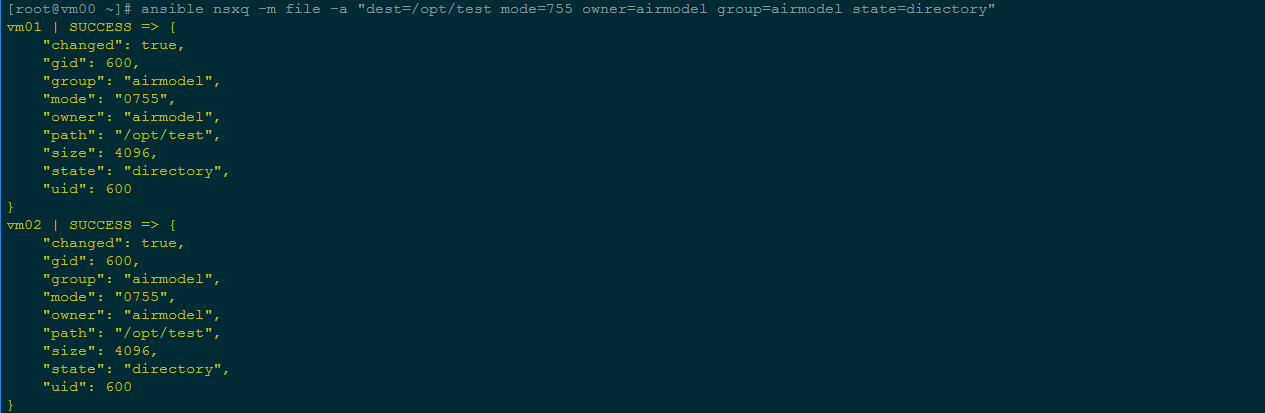 [root@vm00 ~]# ansible nsxq -m file -a "dest=/opt/test mode=755 owner=airmodel group=airmodel state=directory"
vm01 | SUCCESS => {
    "changed": true,
    "gid": 600,
    "group": "airmodel",
    "mode": "0755",
    "owner": "airmodel",
    "path": "/opt/test",
    "size": 4096,
    "state": "directory",
    "uid": 600
}
vm02 | SUCCESS => {
    "changed": true,
    "gid": 600,
    "group": "airmodel",
    "mode": "0755",
    "owner": "airmodel",
    "path": "/opt/test",
    "size": 4096,
    "state": "directory",
    "uid": 600
}